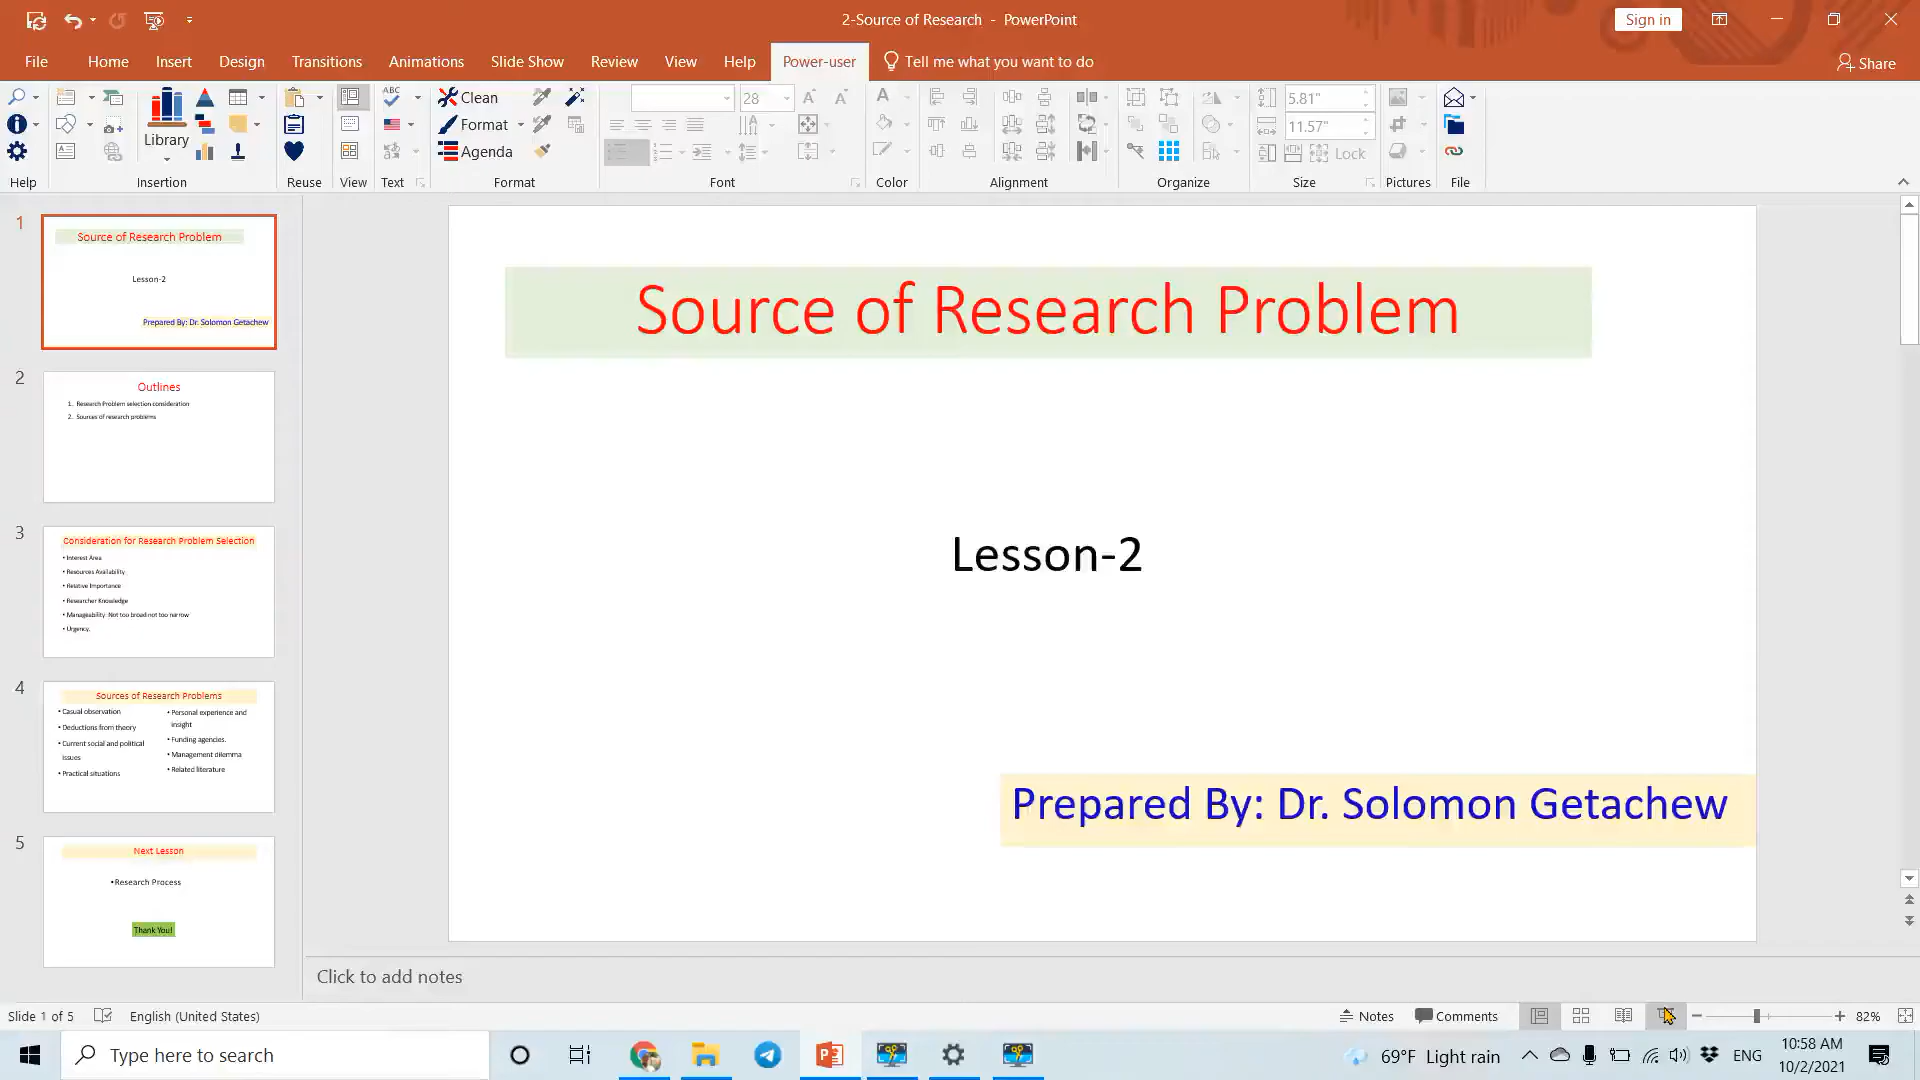 2-Source of Research - PowerPoint
Sign in
File Home Insert Design Transitions Animations Slide Show Review View Help Power-user Tell me what you want to do
Share
Clean
28
5.81"
Format
11.57"
Library
ABC
Agenda
Lock
Help Insertion Reuse View Text Format Font Color Alignment Organize Size Pictures File
1
Source of Research Problem
Lesson-2
Prepared By: Dr. Solomon Getachew
2
Outlines
1. Research Problem selection consideration
2. Sources of research problems
3
Consideration for Research Problem Selection
• Interest Area
• Resources Availability
• Relative Importance
• Researcher Knowledge
• Manageability Not too broad not too narrow
• Urgency.
4
Sources of Research Problems
• Casual observation
• Deductions from theory
• Current social and political
issues
• Practical situations
• Personal experience and
insight
• Funding agencies.
• Management dilemma
• Related literature
5
Next Lesson
•Research Process
Thank You!
Source of Research Problem
Lesson-2
Prepared By: Dr. Solomon Getachew
Click to add notes
Slide 1 of 5 English (United States)
Notes Comments 82%
Type here to search
69°F Light rain
ENG
10:58 AM
10/2/2021